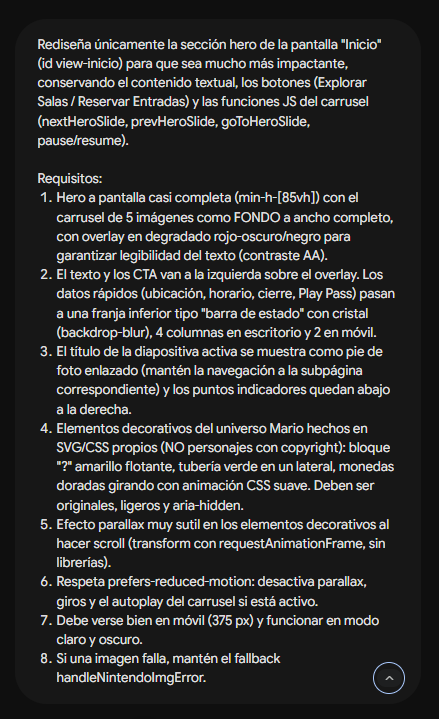 Rediseña únicamente la sección hero de la pantalla "Inicio"
(id view-inicio) para que sea mucho más impactante,
conservando el contenido textual, los botones (Explorar
Salas / Reservar Entradas) y las funciones JS del carrusel
(nextHeroSlide, prevHeroSlide, goToHeroSlide,
pause/resume).
Requisitos:
1. Hero a pantalla casi completa (min-h-[85vh]) con el
carrusel de 5 imágenes como FONDO a ancho completo,
con overlay en degradado rojo-oscuro/negro para
garantizar legibilidad del texto (contraste AA).
2. El texto y los CTA van a la izquierda sobre el overlay. Los
datos rápidos (ubicación, horario, cierre, Play Pass) pasan
a una franja inferior tipo "barra de estado" con cristal
(backdrop-blur), 4 columnas en escritorio y 2 en móvil.
3. El título de la diapositiva activa se muestra como pie de
foto enlazado (mantén la navegación a la subpágina
correspondiente) y los puntos indicadores quedan abajo
a la derecha.
4. Elementos decorativos del universo Mario hechos en
SVG/CSS propios (NO personajes con copyright): bloque
"?" amarillo flotante, tubería verde en un lateral, monedas
doradas girando con animación CSS suave. Deben ser
originales, ligeros y aria-hidden.
5. Efecto parallax muy sutil en los elementos decorativos al
hacer scroll (transform con requestAnimationFrame, sin
librerías).
6. Respeta prefers-reduced-motion: desactiva parallax,
giros y el autoplay del carrusel si está activo.
7. Debe verse bien en móvil (375 px) y funcionar en modo
claro y oscuro.
8. Si una imagen falla, mantén el fallback
handleNintendoImgError.